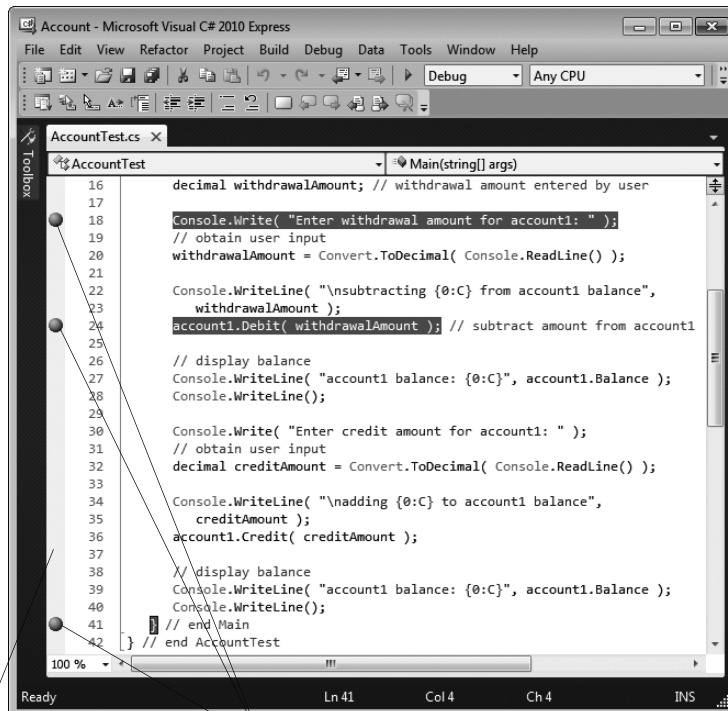 Account - Microsoft Visual C# 2010 Express
File Edit View Refactor Project Build Debug Data Tools Window Help
Debug Any CPU
AccountTest.cs
Toolbox
AccountTest Main(string[] args)
16 decimal withdrawalAmount; // withdrawal amount entered by user
17
18 Console.Write( "Enter withdrawal amount for account1: " );
19 // obtain user input
20 withdrawalAmount = Convert.ToDecimal( Console.ReadLine() );
21
22 Console.WriteLine( "\nsubtracting {0:C} from account1 balance",
23 withdrawalAmount );
24 account1.Debit( withdrawalAmount ); // subtract amount from account1
25
26 // display balance
27 Console.WriteLine( "account1 balance: {0:C}", account1.Balance );
28 Console.WriteLine();
29
30 Console.Write( "Enter credit amount for account1: " );
31 // obtain user input
32 decimal creditAmount = Convert.ToDecimal( Console.ReadLine() );
33
34 Console.WriteLine( "\nadding {0:C} to account1 balance",
35 creditAmount );
36 account1.Credit( creditAmount );
37
38 // display balance
39 Console.WriteLine( "account1 balance: {0:C}", account1.Balance );
40 Console.WriteLine();
41 } // end Main
42 } // end AccountTest
100 %
Ready Ln 41 Col 4 Ch 4 INS